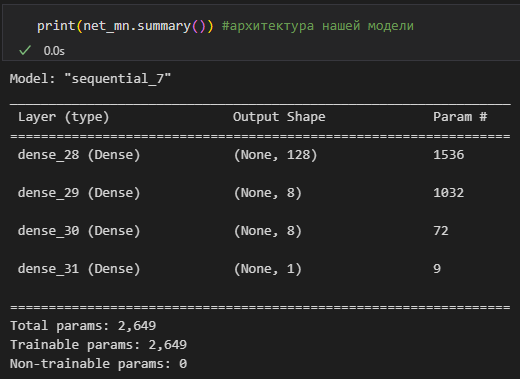 print(net_mn.summary()) #архитектура нашей модели
0.0s
Model: "sequential_7"
_________________________________________________________________
Layer (type) Output Shape Param #
=================================================================
dense_28 (Dense) (None, 128) 1536
dense_29 (Dense) (None, 8) 1032
dense_30 (Dense) (None, 8) 72
dense_31 (Dense) (None, 1) 9
=================================================================
Total params: 2,649
Trainable params: 2,649
Non-trainable params: 0